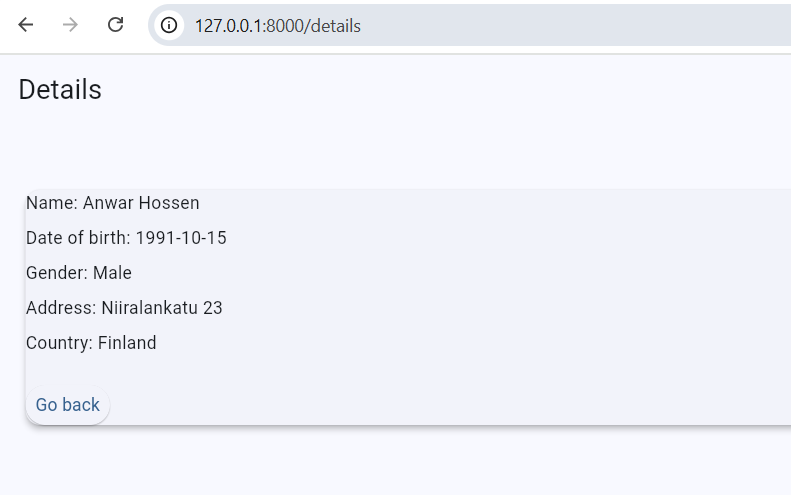 127.0.0.1:8000/details
Details
Name: Anwar Hossen
Date of birth: 1991-10-15
Gender: Male
Address: Niiralankatu 23
Country: Finland
Go back